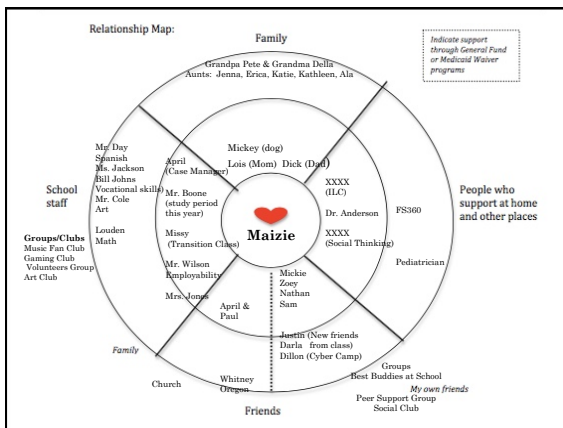 Relationship Map:
Family
Indicate support
through General Fund
or Medicaid Waiver
programs
Grandpa Pete & Grandma Della
Aunts: Jenna, Erica, Katie, Kathleen, Ala
Mickey (dog)
Lois (Mom) Dick (Dad)
Mr. Day
Spanish
Ms. Jackson
Bill Johns
Vocational skills)
Mr. Cole
Art
Louden
Math
April
(Case Manager)
Mr. Boone
(study period
this year)
Missy
(Transition Class)
Mr. Wilson
Employability
Mrs. Jones
School
staff
Groups/Clubs
Music Fan Club
Gaming Club
Volunteers Group
Art Club
Maizie
XXXX
(ILC)
Dr. Anderson
XXXX
(Social Thinking)
FS360
Pediatrician
People who
support at home
and other places
Mickie
Zoey
Nathan
Sam
April &
Paul
Justin (New friends
Darla from class)
Dillon (Cyber Camp)
Family
Church
Whitney
Oregon
Friends
Groups
Best Buddies at School
My own friends
Peer Support Group
Social Club